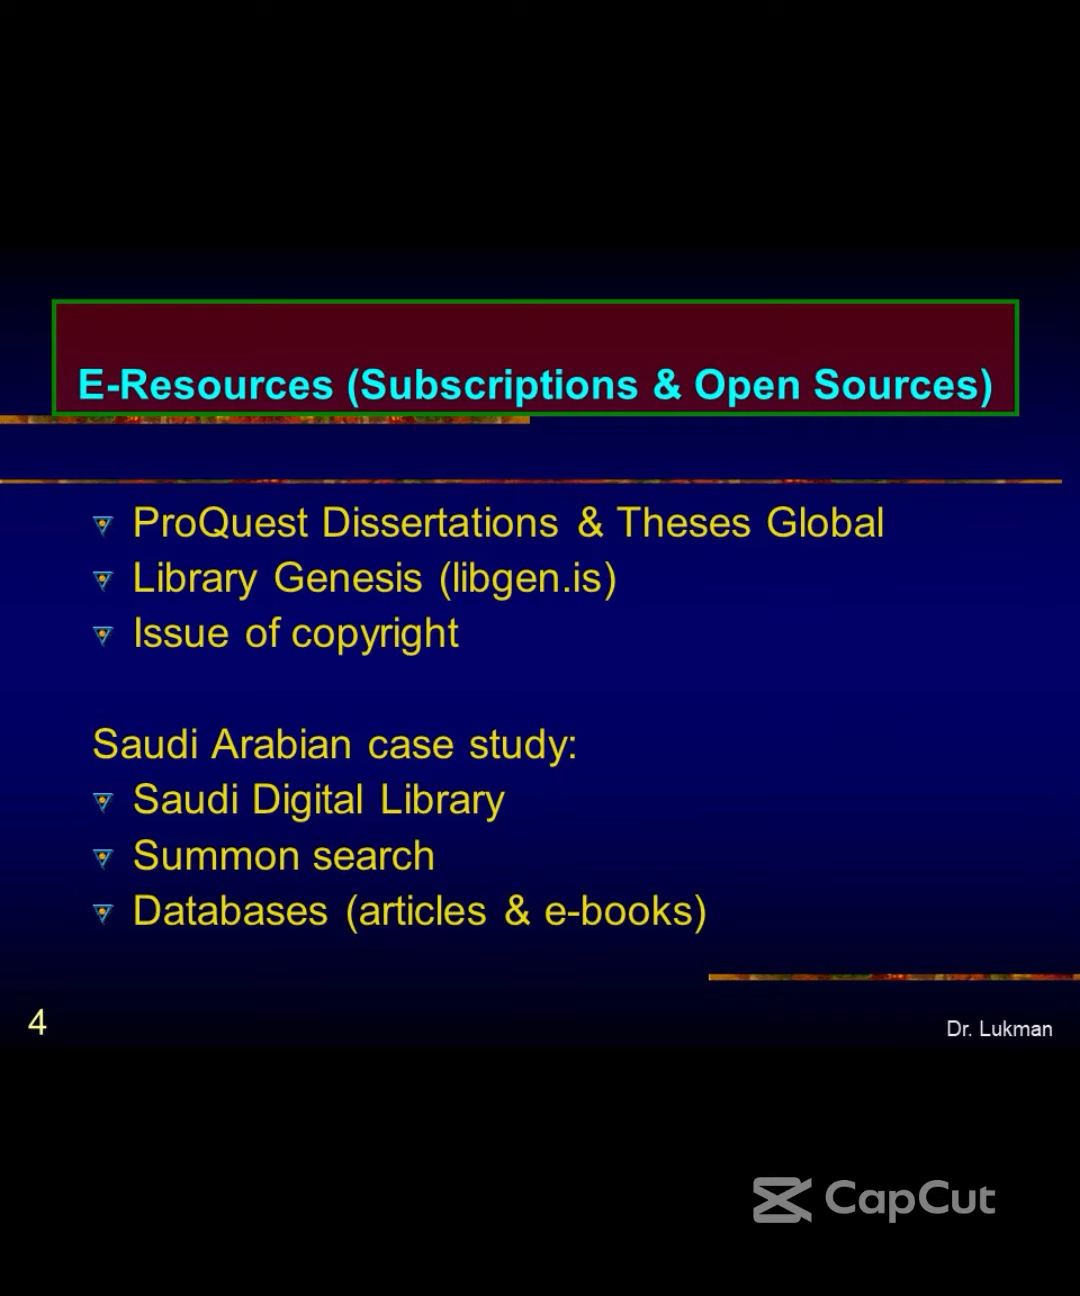 E-Resources (Subscriptions & Open Sources)
ProQuest Dissertations & Theses Global
Library Genesis (libgen.is)
Issue of copyright
Saudi Arabian case study:
Saudi Digital Library
Summon search
Databases (articles & e-books)
4
Dr. Lukman
CapCut